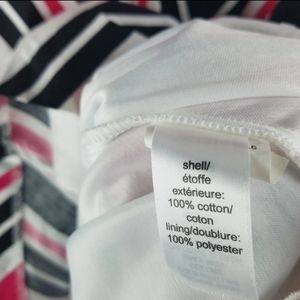 shell/
étoffe
extérieure:
100% cotton/
coton
lining/doublure:
100% polyester